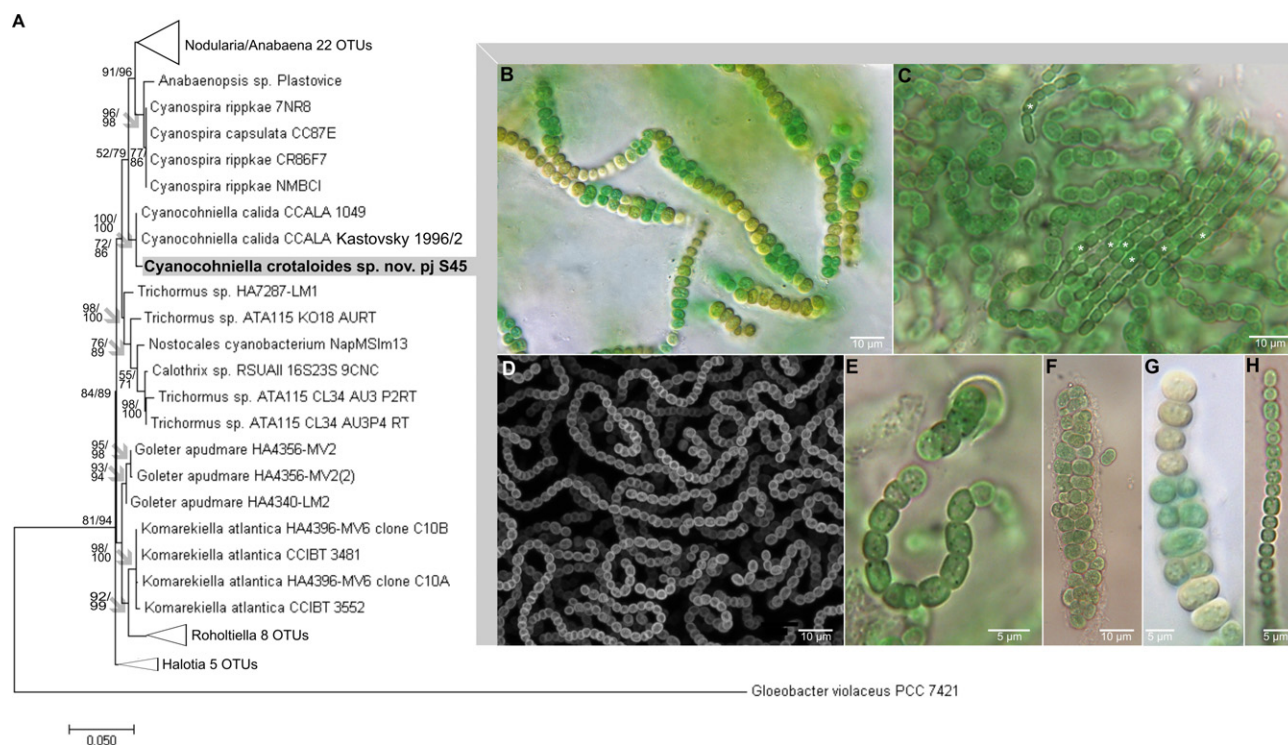 A
Nodularia/Anabaena 22 OTUs
91/96
Anabaenopsis sp. Plastovice
Cyanospira rippkae 7NR8
96/
98
Cyanospira capsulata CC87E
52/79
77/
86
Cyanospira rippkae CR86F7
Cyanospira rippkae NMBCI
Cyanocohniella calida CCALA 1049
100/
100
Cyanocohniella calida CCALA Kastovsky 1996/2
72/
86
Cyanocohniella crotaloides sp. nov. pj S45
Trichormus sp. HA7287-LM1
98/
100
Trichormus sp. ATA115 KO18 AURT
76/
89
Nostocales cyanobacterium NapMSIm13
Calothrix sp. RSUAII 16S23S 9CNC
55/
71
Trichormus sp. ATA115 CL34 AU3 P2RT
84/89
98/
100
Trichormus sp. ATA115 CL34 AU3P4 RT
Goleter apudmare HA4356-MV2
95/
98
Goleter apudmare HA4356-MV2(2)
93/
94
Goleter apudmare HA4340-LM2
81/94
Komarekiella atlantica HA4396-MV6 clone C10B
98/
100
Komarekiella atlantica CCIBT 3481
Komarekiella atlantica HA4396-MV6 clone C10A
92/
99
Komarekiella atlantica CCIBT 3552
Roholtiella 8 OTUs
Halotia 5 OTUs
Gloeobacter violaceus PCC 7421
0.050
B
10 µm
C
* * * * * *
10 µm
D
10 µm
E
5 µm
F
10 µm
G
5 µm
H
5 µm